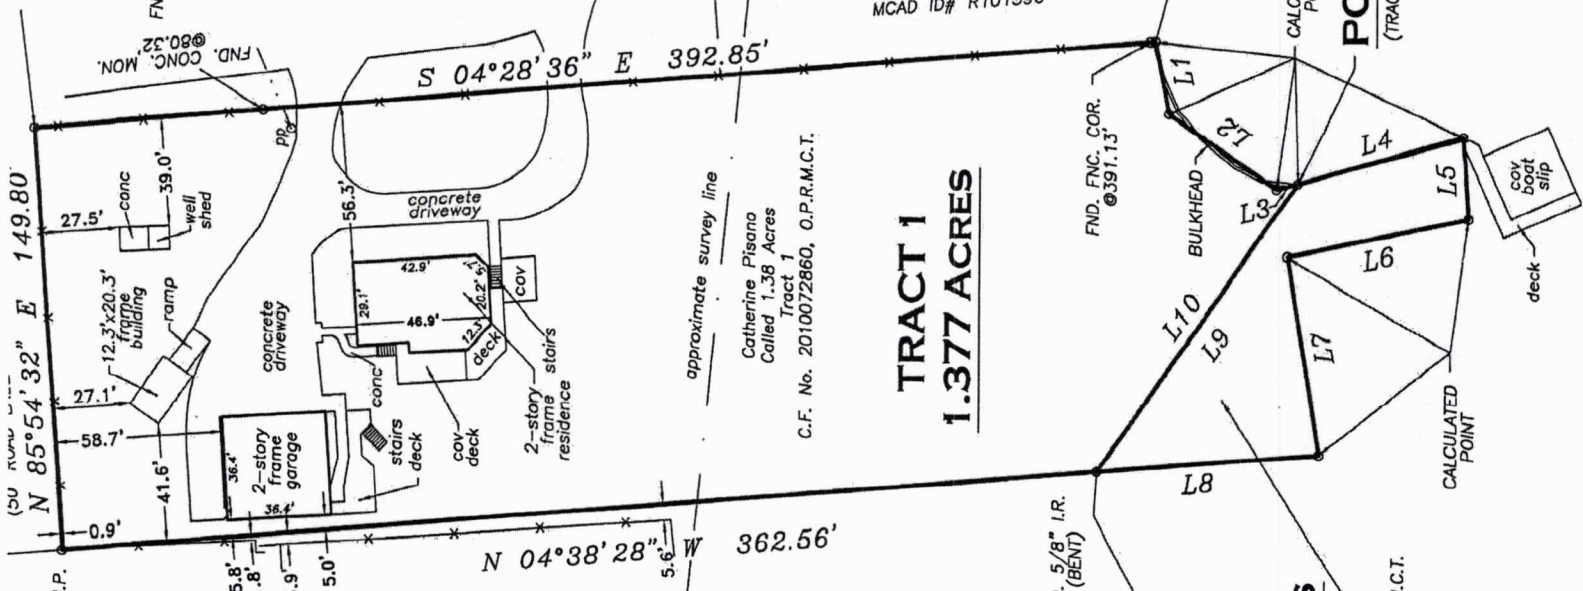 MCAD ID#
FND. CONC. MON.
@80.32'
S 04°28'36" E 392.85'
N 85°54'32" E 149.80'
27.5'
conc
39.0'
well
shed
pp
56.3'
concrete
driveway
12.3'x20.3'
frame
building
ramp
27.1'
58.7'
41.6'
0.9'
concrete
driveway
42.9'
29.1'
46.9'
20.2'
12.3'
cov
deck
stairs
2-story
frame
residence
conc
cov
deck
stairs
deck
36.4'
2-story
frame
garage
36.4'
5.8'
.8'
.9'
5.0'
5.6'
N 04°38'28" W 362.56'
approximate survey line
Catherine Pisano
Called 1.38 Acres
Tract 1
C.F. No. 2010072860, O.P.R.M.C.T.
TRACT 1
1.377 ACRES
FND. FNC. COR.
@391.13'
BULKHEAD
L1
L2
L3
L4
L5
L6
L7
L8
L9
L10
cov
boat
slip
deck
CALCULATED
POINT
5/8" I.R.
(BENT)